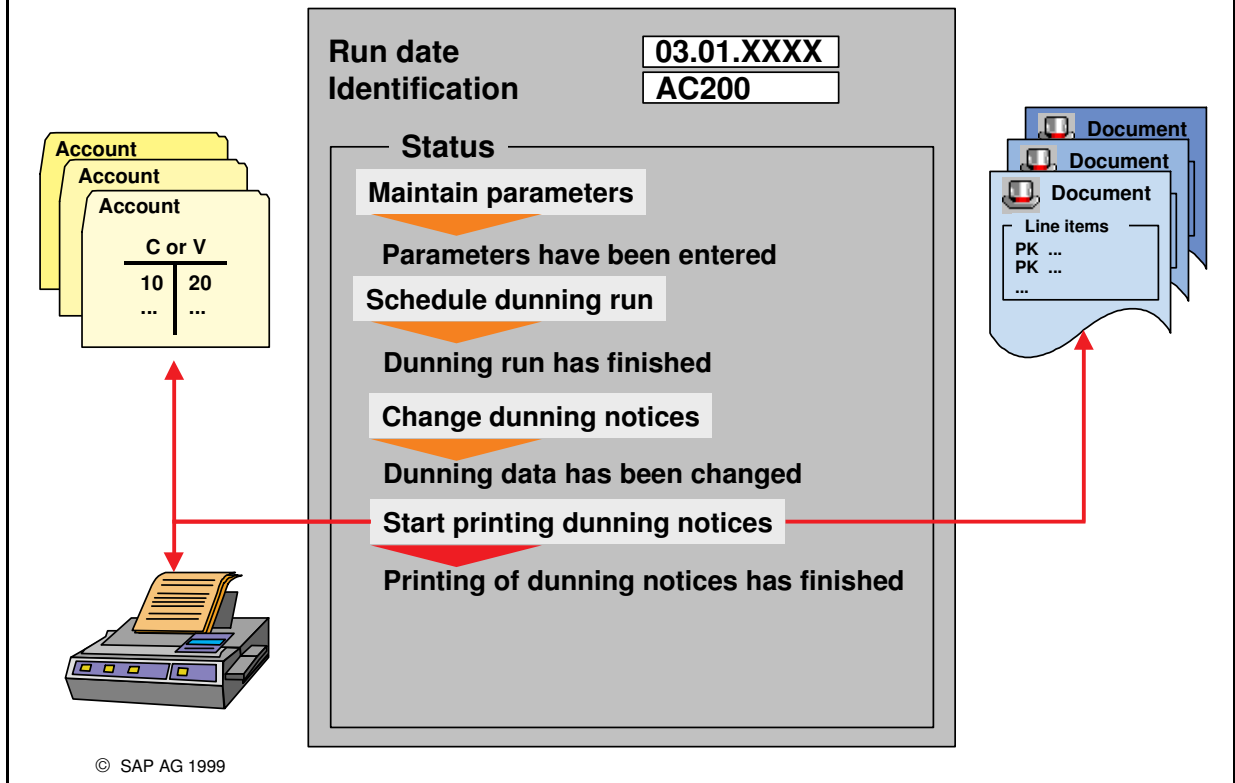 Run date 03.01.XXXX
Identification AC200
Status
Maintain parameters
Parameters have been entered
Schedule dunning run
Dunning run has finished
Change dunning notices
Dunning data has been changed
Start printing dunning notices
Printing of dunning notices has finished
Account
Account
Account
C or V
10 20
... ...
Document
Document
Document
Line items
PK ...
PK ...
...
© SAP AG 1999